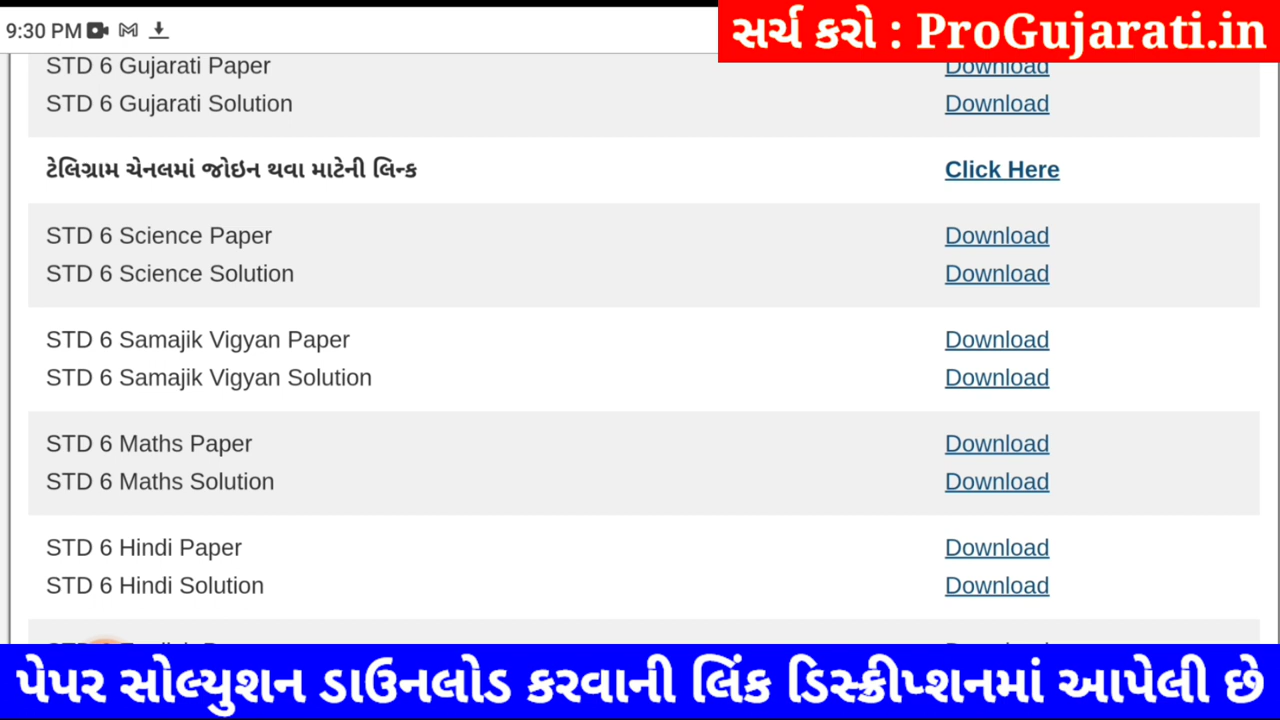 9:30 PM
સર્ચ કરો : ProGujarati.in
STD 6 Gujarati Paper Download
STD 6 Gujarati Solution Download
ટેલિગ્રામ ચેનલમાં જોઇન થવા માટેની લિન્ક Click Here
STD 6 Science Paper Download
STD 6 Science Solution Download
STD 6 Samajik Vigyan Paper Download
STD 6 Samajik Vigyan Solution Download
STD 6 Maths Paper Download
STD 6 Maths Solution Download
STD 6 Hindi Paper Download
STD 6 Hindi Solution Download
પેપર સોલ્યુશન ડાઉનલોડ કરવાની લિંક ડિસ્ક્રીપ્શનમાં આપેલી છે